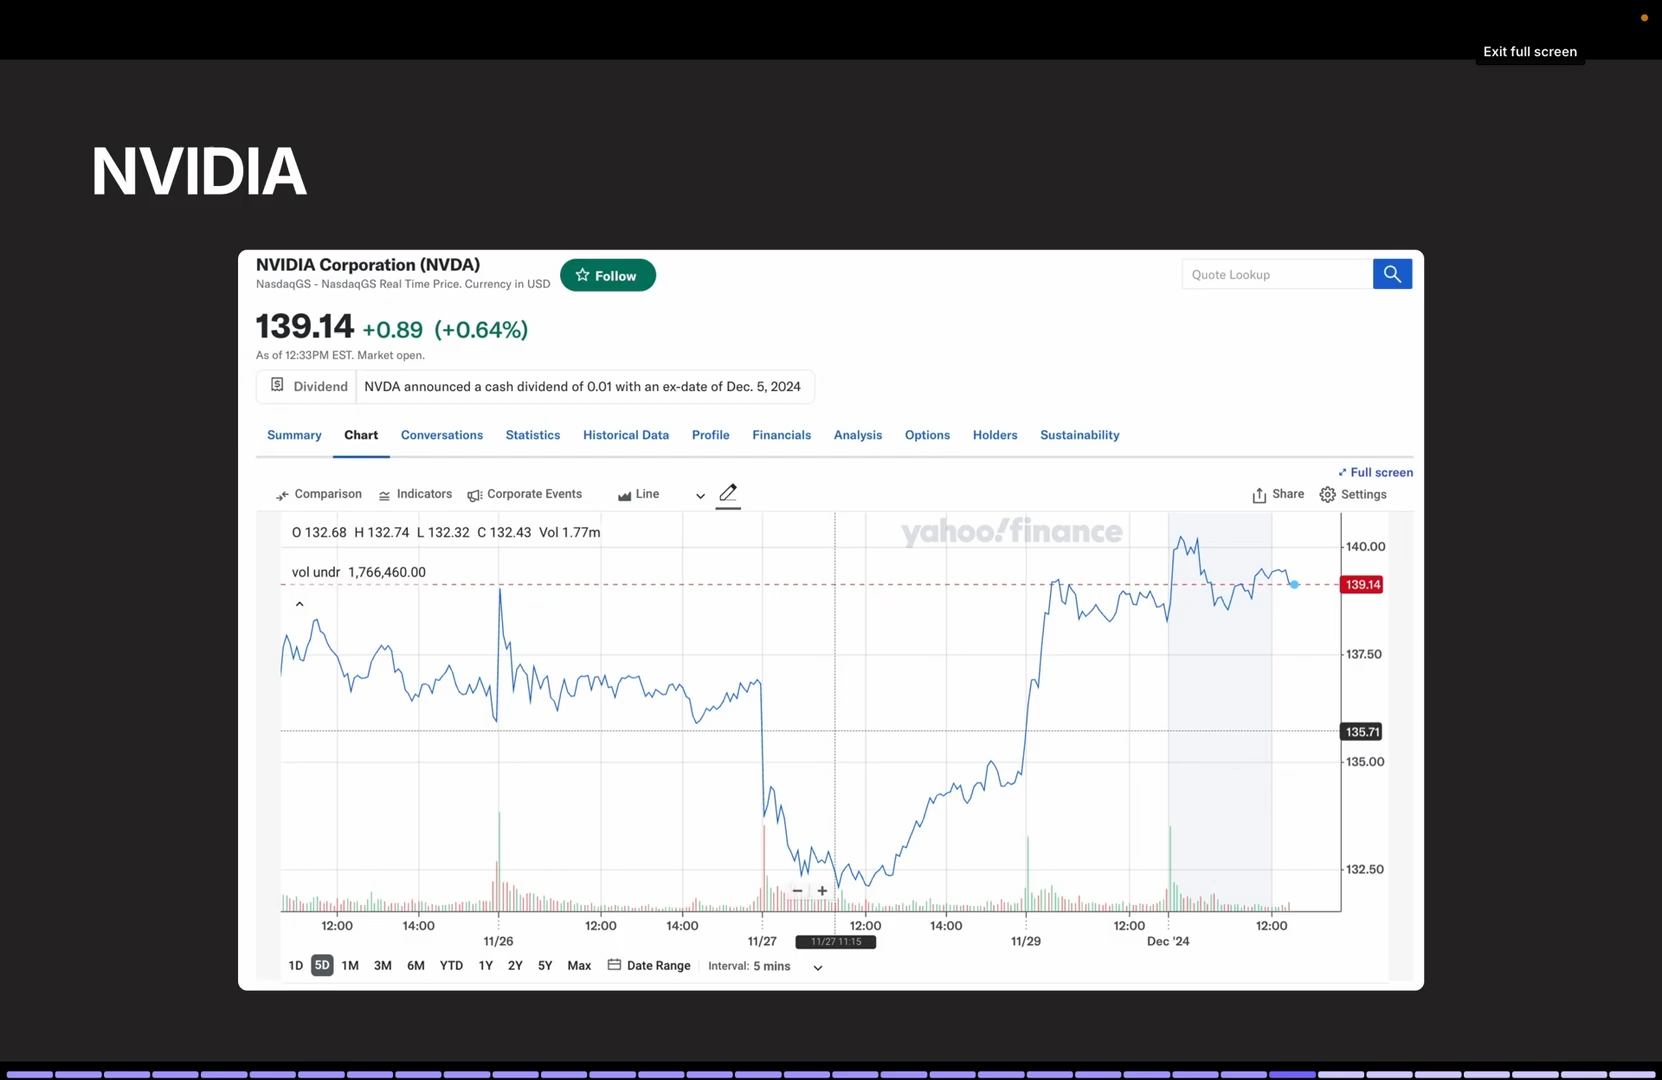 Exit full screen
NVIDIA
NVIDIA Corporation (NVDA)
Follow
Quote Lookup
NasdaqGS - NasdaqGS Real Time Price. Currency in USD
139.14 +0.89 (+0.64%)
As of 12:33PM EST. Market open.
Dividend NVDA announced a cash dividend of 0.01 with an ex-date of Dec. 5, 2024
Summary Chart Conversations Statistics Historical Data Profile Financials Analysis Options Holders Sustainability
Full screen
Comparison Indicators Corporate Events Line Share Settings
O 132.68 H 132.74 L 132.32 C 132.43 Vol 1.77m
yahoo!finance
140.00
vol undr 1,766,460.00
139.14
137.50
135.71
135.00
132.50
− +
12:00 14:00 12:00 14:00 12:00 14:00 12:00 12:00
11/26 11/27 11/27 11:15 11/29 Dec '24
1D 5D 1M 3M 6M YTD 1Y 2Y 5Y Max Date Range Interval: 5 mins